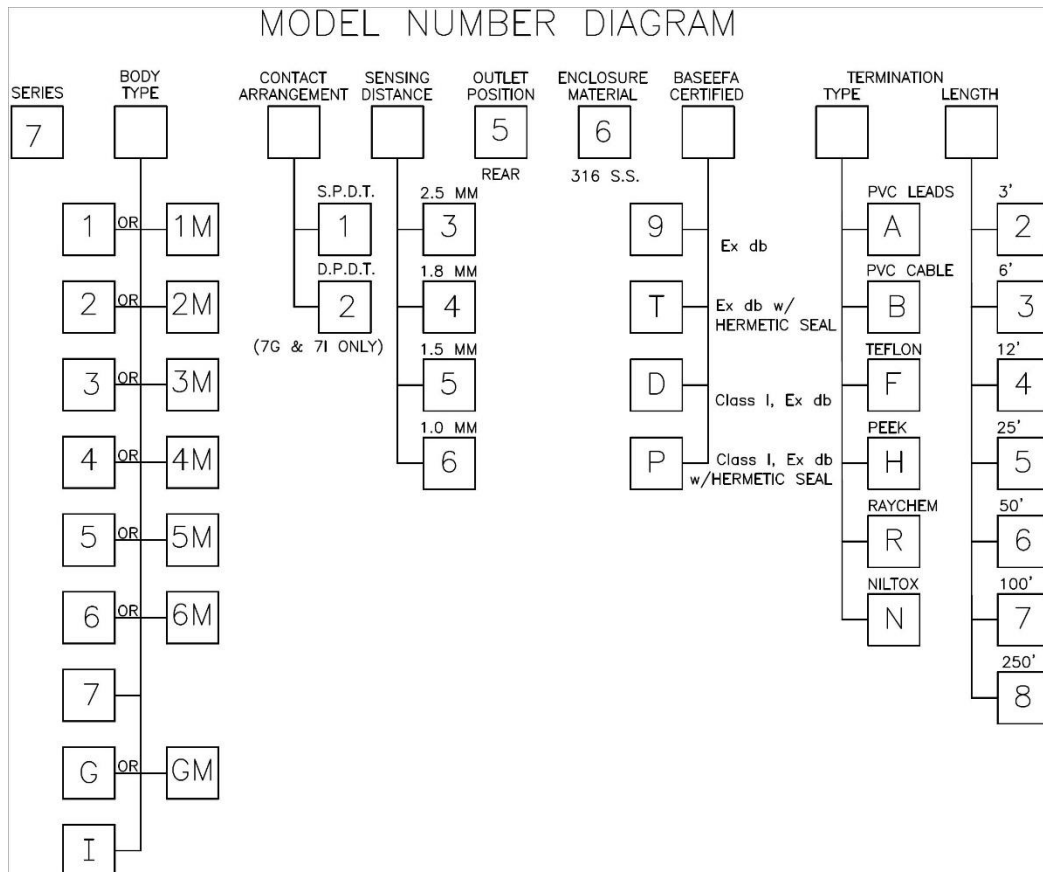 MODEL NUMBER DIAGRAM
SERIES
BODY
TYPE
CONTACT
ARRANGEMENT
SENSING
DISTANCE
OUTLET
POSITION
ENCLOSURE
MATERIAL
BASEEFA
CERTIFIED
TERMINATION
TYPE
LENGTH
7
5
REAR
6
316 S.S.
1 OR 1M
2 OR 2M
3 OR 3M
4 OR 4M
5 OR 5M
6 OR 6M
7
G OR GM
I
S.P.D.T.
1
D.P.D.T.
2
(7G & 7I ONLY)
2.5 MM
3
1.8 MM
4
1.5 MM
5
1.0 MM
6
9
Ex db
T
Ex db w/
HERMETIC SEAL
D
Class I, Ex db
P
Class I, Ex db
w/HERMETIC SEAL
PVC LEADS
A
PVC CABLE
B
TEFLON
F
PEEK
H
RAYCHEM
R
NILTOX
N
3'
2
6'
3
12'
4
25'
5
50'
6
100'
7
250'
8